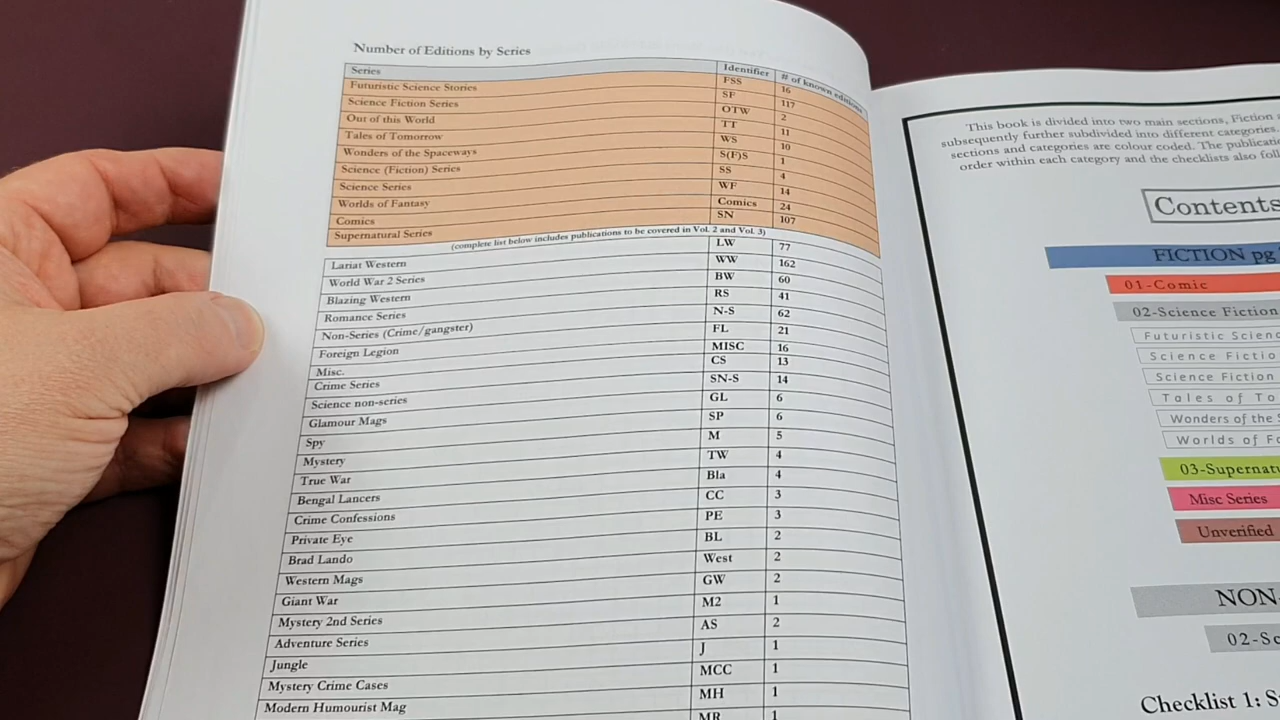 Number of Editions by Series
Series Identifier # of known editions
Futuristic Science Stories FSS 16
Science Fiction Series SF 117
Out of this World OTW 2
Tales of Tomorrow TT 11
Wonders of the Spaceways WS 10
Science (Fiction) Series S(F)S 1
Science Series SS 4
Worlds of Fantasy WF 14
Comics Comics 24
Supernatural Series SN 107
(complete list below includes publications to be covered in Vol. 2 and Vol. 3)
Lariat Western LW 77
World War 2 Series WW 162
Blazing Western BW 60
Romance Series RS 41
Non-Series (Crime/gangster) N-S 62
Foreign Legion FL 21
Misc. MISC 16
Crime Series CS 13
Science non-series SN-S 14
Glamour Mags GL 6
Spy SP 6
Mystery M 5
True War TW 4
Bengal Lancers Bla 4
Crime Confessions CC 3
Private Eye PE 3
Brad Lando BL 2
Western Mags West 2
Giant War GW 2
Mystery 2nd Series M2 1
Adventure Series AS 2
Jungle J 1
Mystery Crime Cases MCC 1
Modern Humourist Mag MH 1
MR 1
This book is divided into two main sections, Fiction
subsequently further subdivided into different categories
sections and categories are colour coded. The
order within each category and the checklists also
Contents
FICTION pg
01-Comic
02-Science Fiction
Futuristic
Science
Science Fiction
Tales of
Wonders of the
Worlds of
Misc Series
Unverified
Checklist 1: